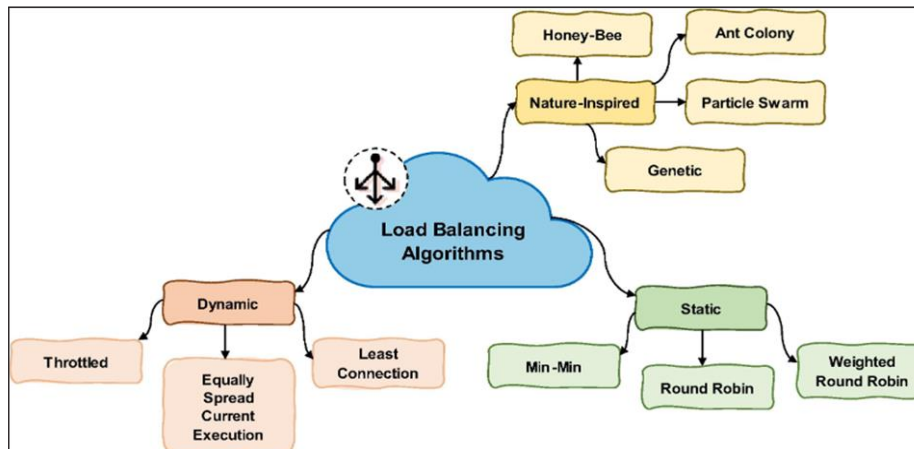 Honey-Bee
Ant Colony
Nature-Inspired
Particle Swarm
Genetic
Load Balancing
Algorithms
Dynamic
Static
Throttled
Equally
Spread
Current
Execution
Least
Connection
Min-Min
Round Robin
Weighted
Round Robin